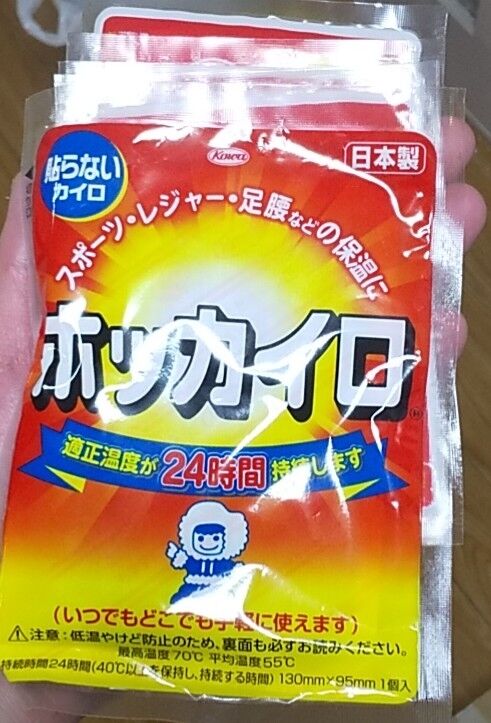 貼らない
カイロ
Kowa
日本製
スポーツ・レジャー・足腰などの保温に
ホッカイロ
適正温度が24時間持続します
(いつでもどこでも手軽に使えます)
⚠注意:低温やけど防止のため、裏面も必ずお読みください。
最高温度70℃ 平均温度55℃
持続時間24時間(40℃以上を保持し、持続する時間) 130mm×95mm 1個入